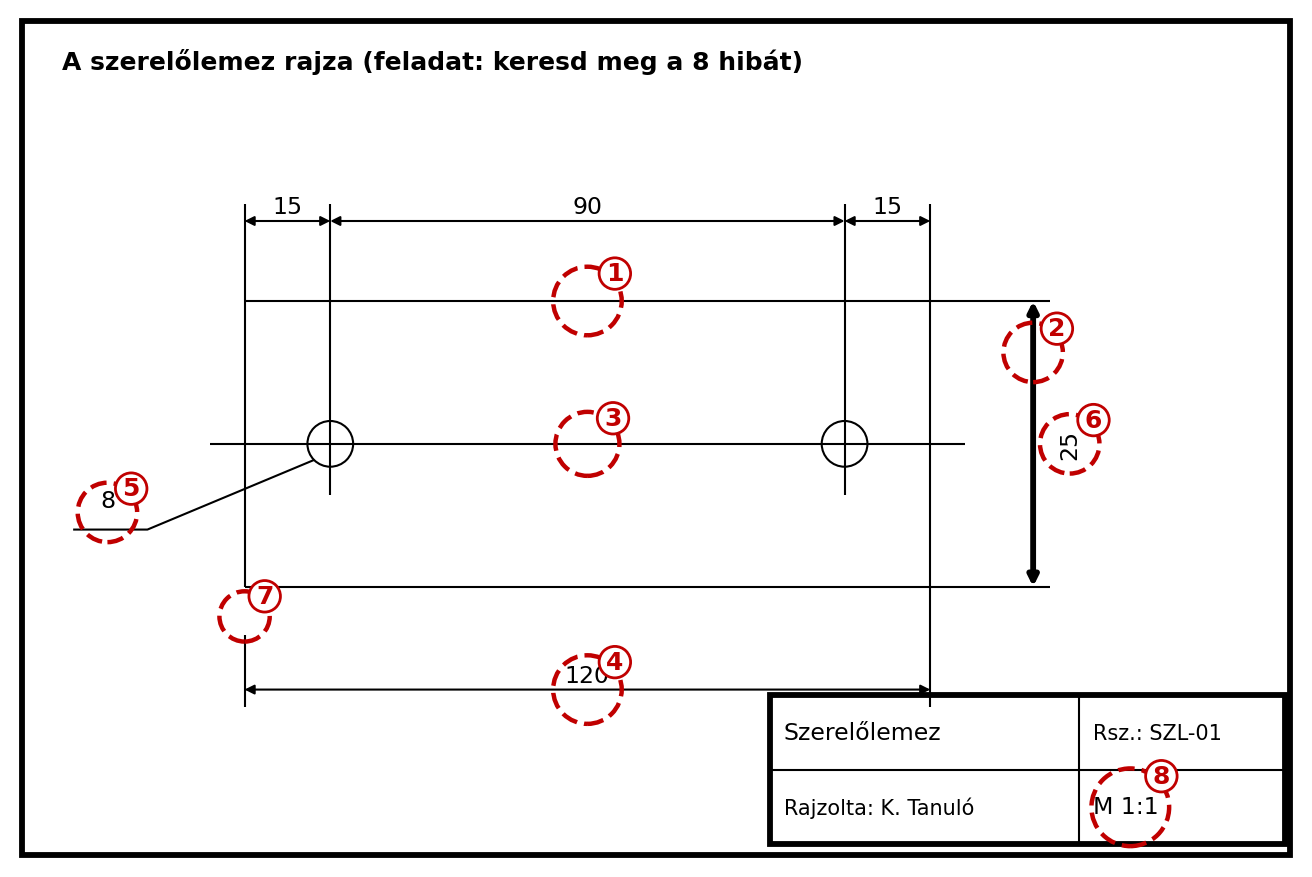 A szerelőlemez rajza (feladat: keresd meg a 8 hibát)
15 90 15
1
2
3
6
25
5
8
7
4
120
Szerelőlemez Rsz.: SZL-01
8
Rajzolta: K. Tanuló M 1:1